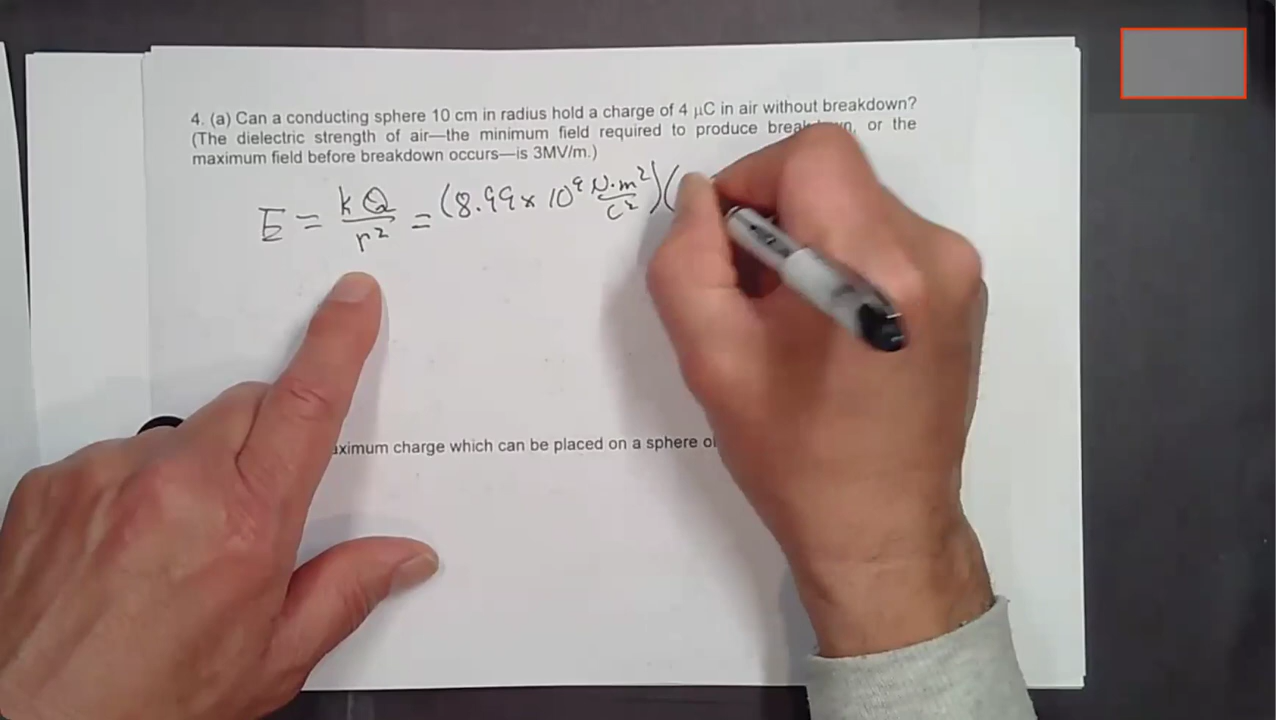 4. (a) Can a conducting sphere 10 cm in radius hold a charge of 4 μC in air without breakdown?
(The dielectric strength of air—the minimum field required to produce or the
maximum field before breakdown occurs—is 3MV/m.)
E = kQ/r² = (8.99 x 10⁹ N·m²/C²)(
maximum charge which can be placed on a sphere